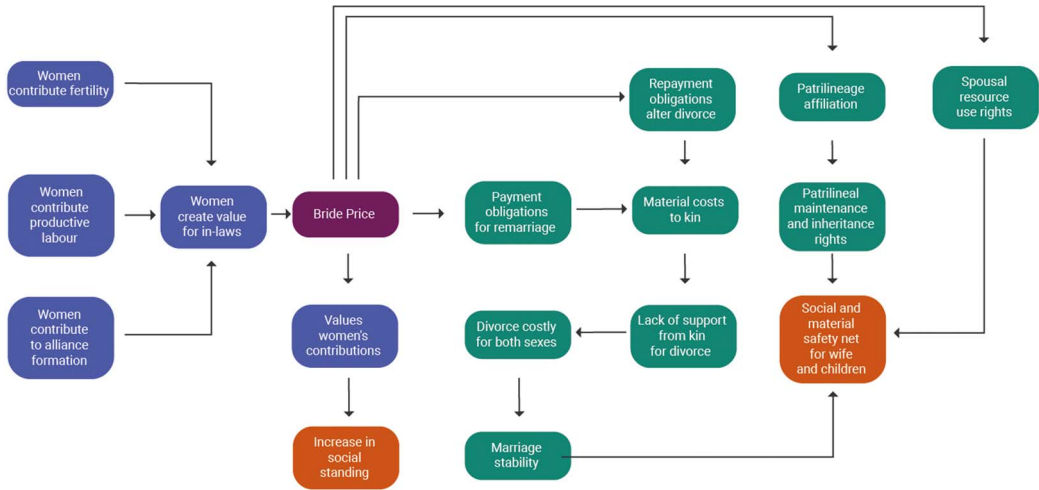 Women
contribute fertility
Women
contribute
productive
labour
Women
contribute
to alliance
formation
Women
create value
for in-laws
Bride Price
Values
women's
contributions
Increase in
social
standing
Payment
obligations
for remarriage
Divorce costly
for both sexes
Marriage
stability
Repayment
obligations
alter divorce
Material costs
to kin
Lack of support
from kin
for divorce
Patrilineage
affiliation
Patrilineal
maintenance
and inheritance
rights
Social and
material
safety net
for wife
and children
Spousal
resource
use rights